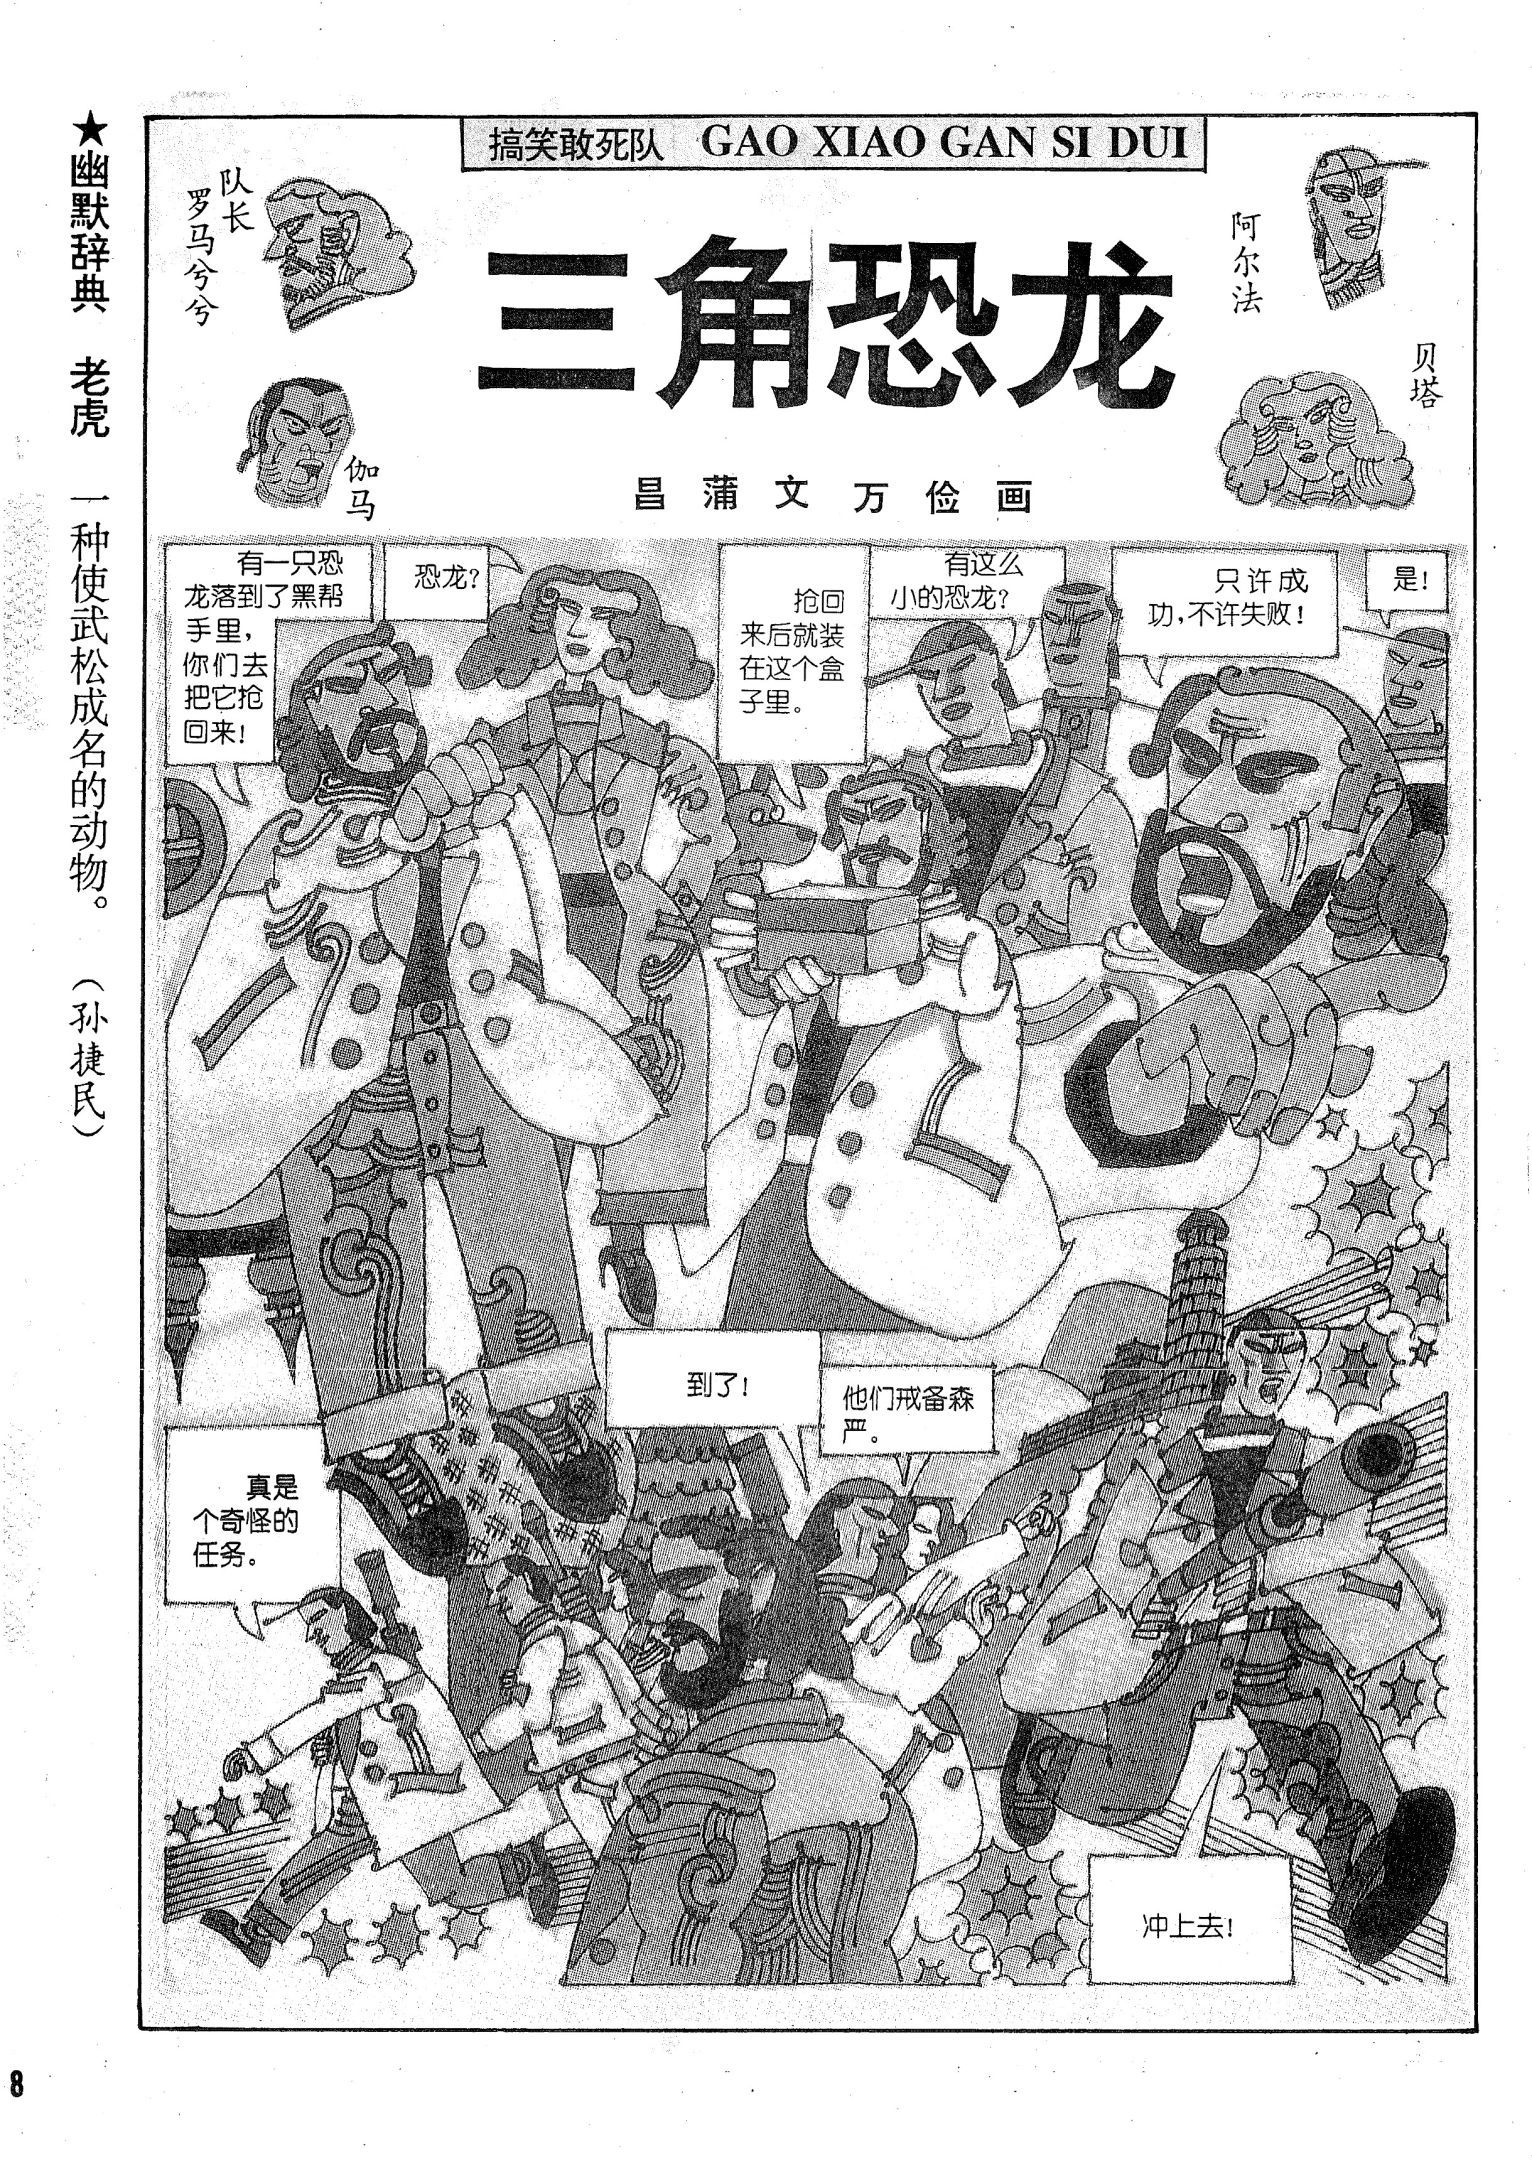 ★幽默辞典 老虎 一种使武松成名的动物。 (孙捷民)
搞笑敢死队 GAO XIAO GAN SI DUI
三角恐龙
昌蒲文 万俭画
队长
罗马兮兮
伽马
阿尔法
贝塔
有一只恐
龙落到了黑帮
手里，
你们去
把它抢
回来！
恐龙？
抢回
来后就装
在这个盒
子里。
有这么
小的恐龙？
只许成
功，不许失败！
是！
真是
个奇怪的
任务。
到了！
他们戒备森
严。
冲上去！
8